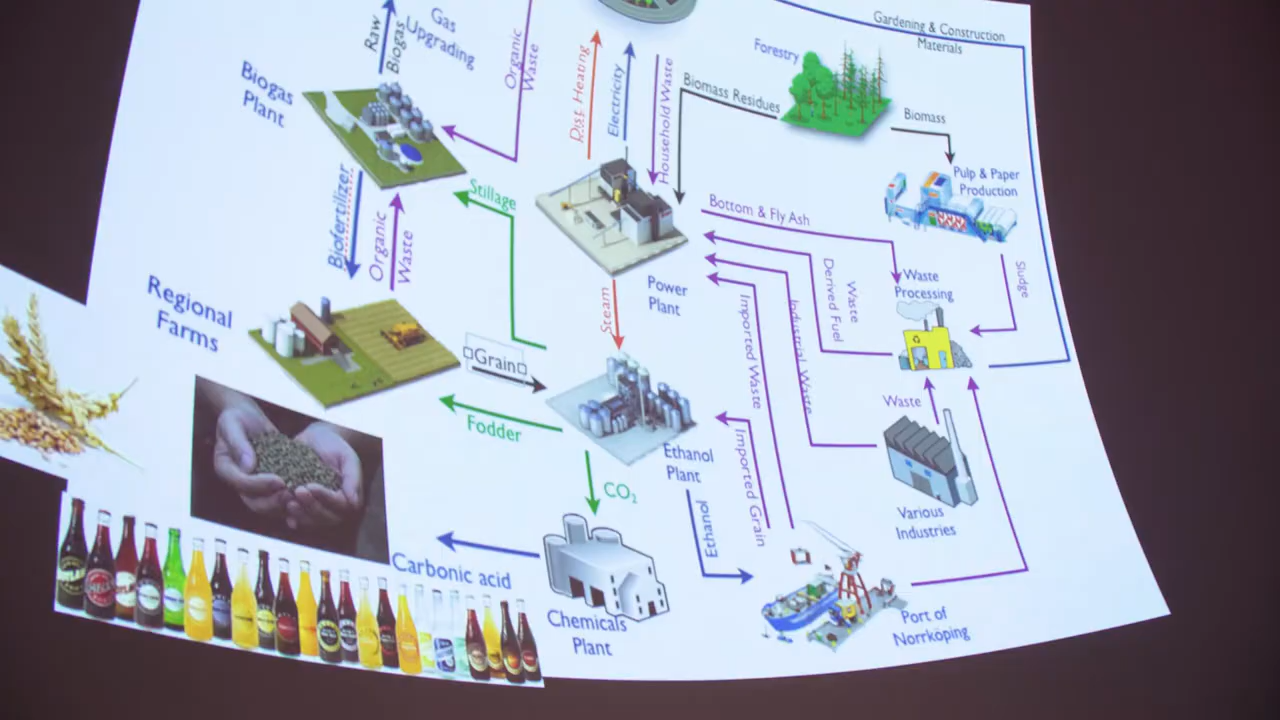 Gardening & Construction
Materials
Raw
Biogas
Gas
Upgrading
Organic
Waste
Dist. Heating
Electricity
Household Waste
Biomass Residues
Forestry
Biomass
Biogas
Plant
Pulp & Paper
Production
Stillage
Bottom & Fly Ash
Biofertilizer
Organic
Waste
Waste
Derived Fuel
Waste
Processing
Sludge
Regional
Farms
Steam
Power
Plant
Imported Waste
Industrial Waste
Grain
Fodder
Waste
Ethanol
Plant
Imported Grain
CO₂
Ethanol
Various
Industries
Carbonic acid
Chemicals
Plant
Port of
Norrköping